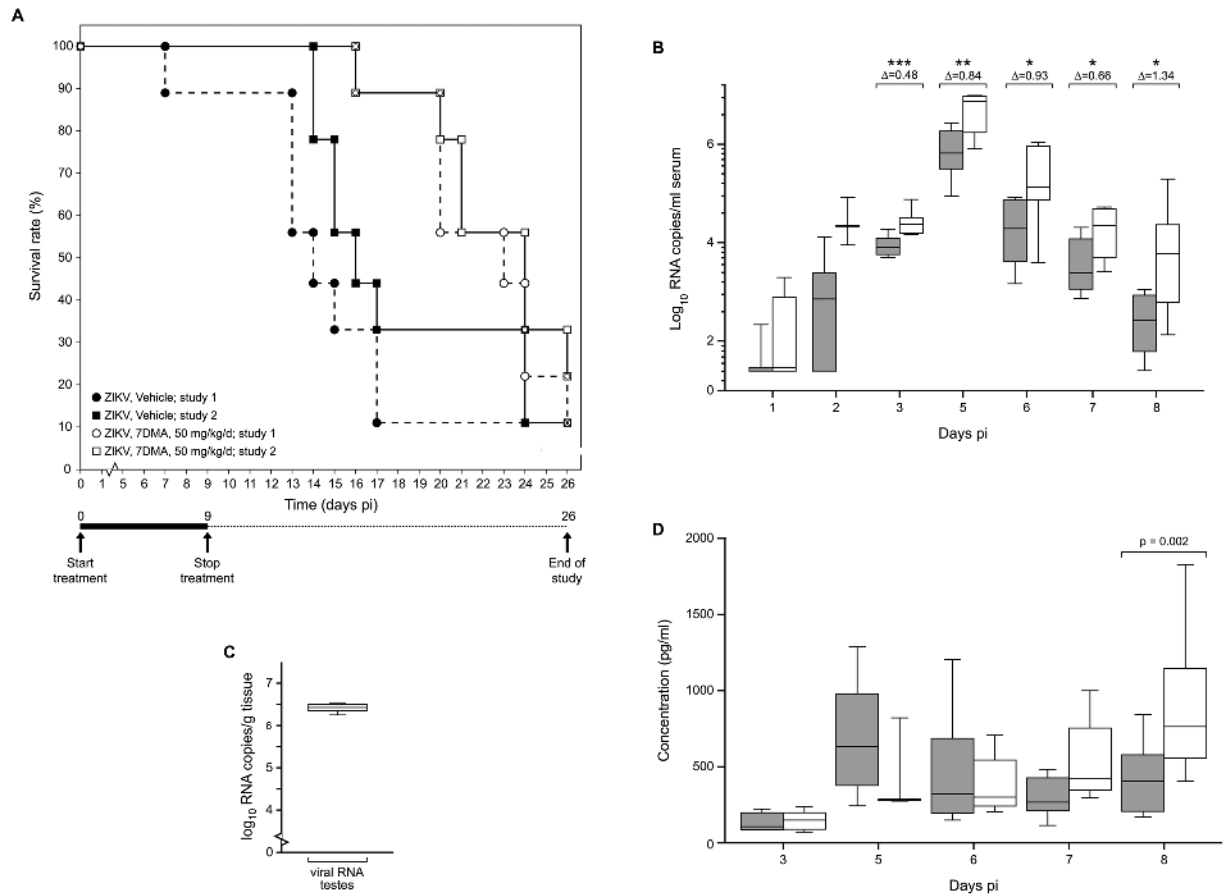 A
100
90
80
70
60
50
40
30
20
10
0
Survival rate (%)
ZIKV, Vehicle; study 1
ZIKV, Vehicle; study 2
ZIKV, 7DMA, 50 mg/kg/d; study 1
ZIKV, 7DMA, 50 mg/kg/d; study 2
0 1 5 6 7 8 9 10 11 12 13 14 15 16 17 18 19 20 21 22 23 24 25 26
Time (days pi)
0 9 26
Start treatment
Stop treatment
End of study
B
*** ** * * *
Δ=0.48 Δ=0.84 Δ=0.93 Δ=0.66 Δ=1.34
6
4
2
0
Log10 RNA copies/ml serum
1 2 3 5 6 7 8
Days pi
C
7
6
5
4
0
log10 RNA copies/g tissue
viral RNA
testes
D
p = 0.002
2000
1500
1000
500
0
Concentration (pg/ml)
3 5 6 7 8
Days pi